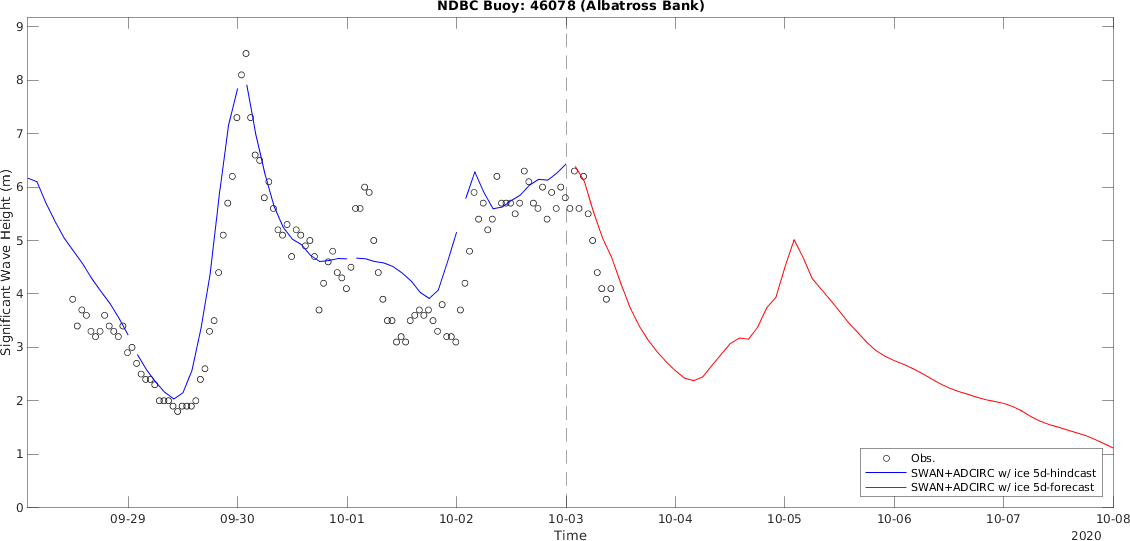 NDBC Buoy: 46078 (Albatross Bank)
9
8
7
6
5
4
3
2
1
0
Significant Wave Height (m)
09-29 09-30 10-01 10-02 10-03 10-04 10-05 10-06 10-07 10-08
Time
2020
Obs.
SWAN+ADCIRC w/ ice 5d-hindcast
SWAN+ADCIRC w/ ice 5d-forecast